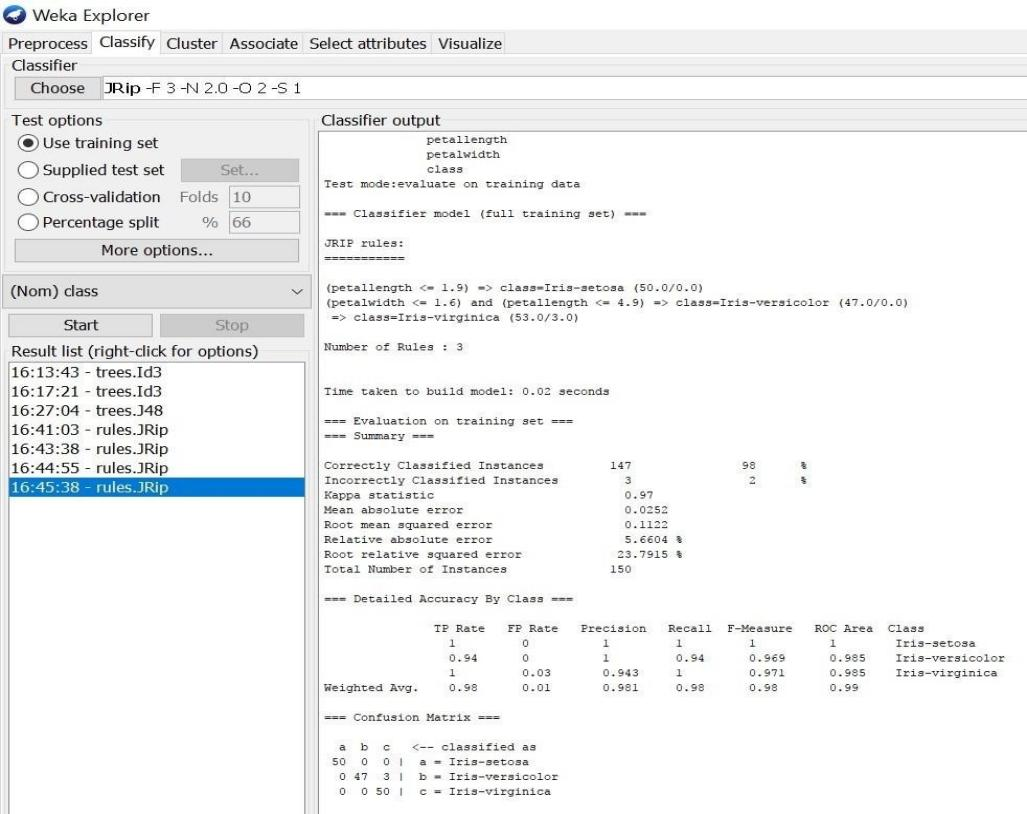 Weka Explorer
Preprocess Classify Cluster Associate Select attributes Visualize
Classifier
Choose JRip -F 3 -N 2.0 -O 2 -S 1
Test options
Use training set
Supplied test set Set...
Cross-validation Folds 10
Percentage split % 66
More options...
(Nom) class
Start Stop
Result list (right-click for options)
16:13:43 - trees.Id3
16:17:21 - trees.Id3
16:27:04 - trees.J48
16:41:03 - rules.JRip
16:43:38 - rules.JRip
16:44:55 - rules.JRip
16:45:38 - rules.JRip
Classifier output
petallength
petalwidth
class
Test mode:evaluate on training data
=== Classifier model (full training set) ===
JRIP rules:
===========
(petallength <= 1.9) => class=Iris-setosa (50.0/0.0)
(petalwidth <= 1.6) and (petallength <= 4.9) => class=Iris-versicolor (47.0/0.0)
=> class=Iris-virginica (53.0/3.0)
Number of Rules : 3
Time taken to build model: 0.02 seconds
=== Evaluation on training set ===
=== Summary ===
Correctly Classified Instances 147 98 %
Incorrectly Classified Instances 3 2 %
Kappa statistic 0.97
Mean absolute error 0.0252
Root mean squared error 0.1122
Relative absolute error 5.6604 %
Root relative squared error 23.7915 %
Total Number of Instances 150
=== Detailed Accuracy By Class ===
TP Rate FP Rate Precision Recall F-Measure ROC Area Class
1 0 1 1 1 1 Iris-setosa
0.94 0 1 0.94 0.969 0.985 Iris-versicolor
1 0.03 0.943 1 0.971 0.985 Iris-virginica
Weighted Avg. 0.98 0.01 0.981 0.98 0.98 0.99
=== Confusion Matrix ===
a b c <-- classified as
50 0 0 | a = Iris-setosa
0 47 3 | b = Iris-versicolor
0 0 50 | c = Iris-virginica